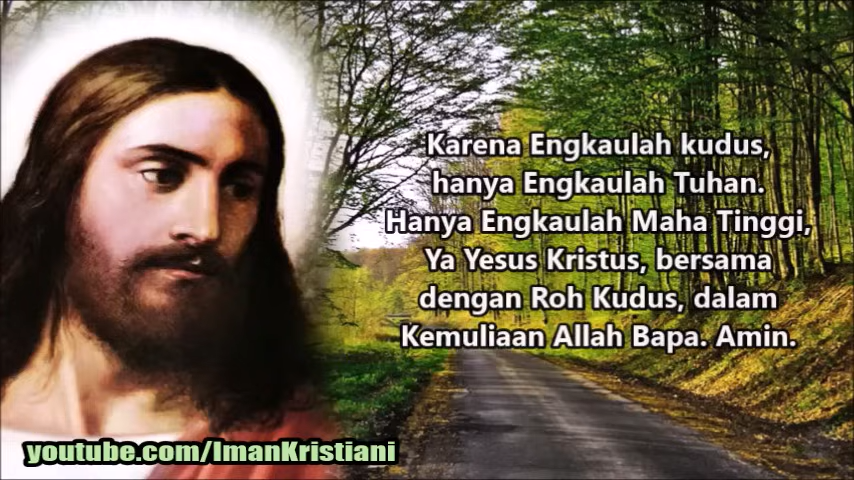 Karena Engkaulah kudus,
hanya Engkaulah Tuhan.
Hanya Engkaulah Maha Tinggi,
Ya Yesus Kristus, bersama
dengan Roh Kudus, dalam
Kemuliaan Allah Bapa. Amin.
youtube.com/ImanKristiani